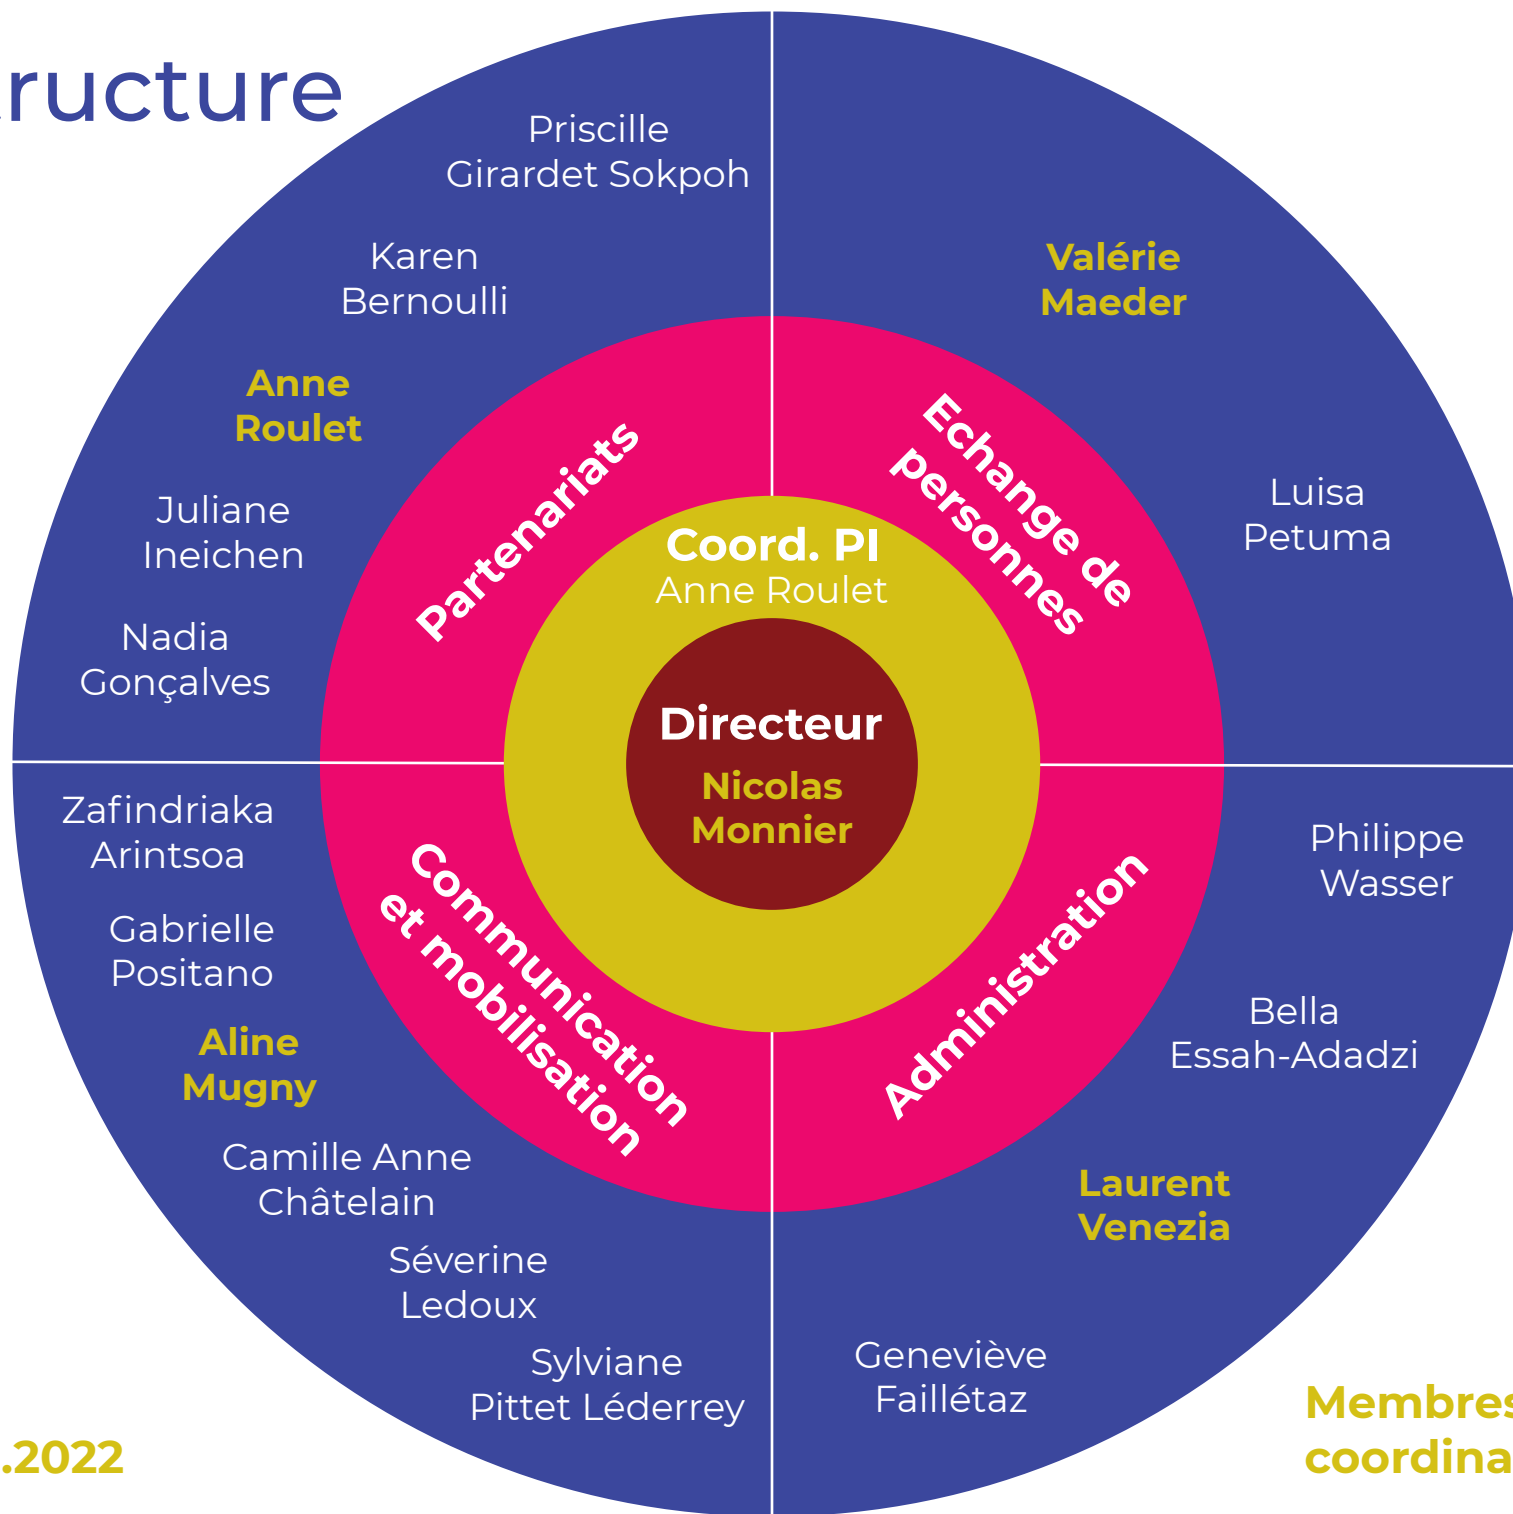 ructure
Priscille
Girardet Sokpoh
Karen
Bernoulli
Anne
Roulet
Juliane
Ineichen
Nadia
Gonçalves
Partenariats
Valérie
Maeder
Luisa
Petuma
Echange de
personnes
Coord. PI
Anne Roulet
Directeur
Nicolas
Monnier
Zafindriaka
Arintsoa
Gabrielle
Positano
Aline
Mugny
Camille Anne
Châtelain
Séverine
Ledoux
Sylviane
Pittet Léderrey
Communication
et mobilisation
Administration
Philippe
Wasser
Bella
Essah-Adadzi
Laurent
Venezia
Geneviève
Faillétaz
.2022
Membres
coordina